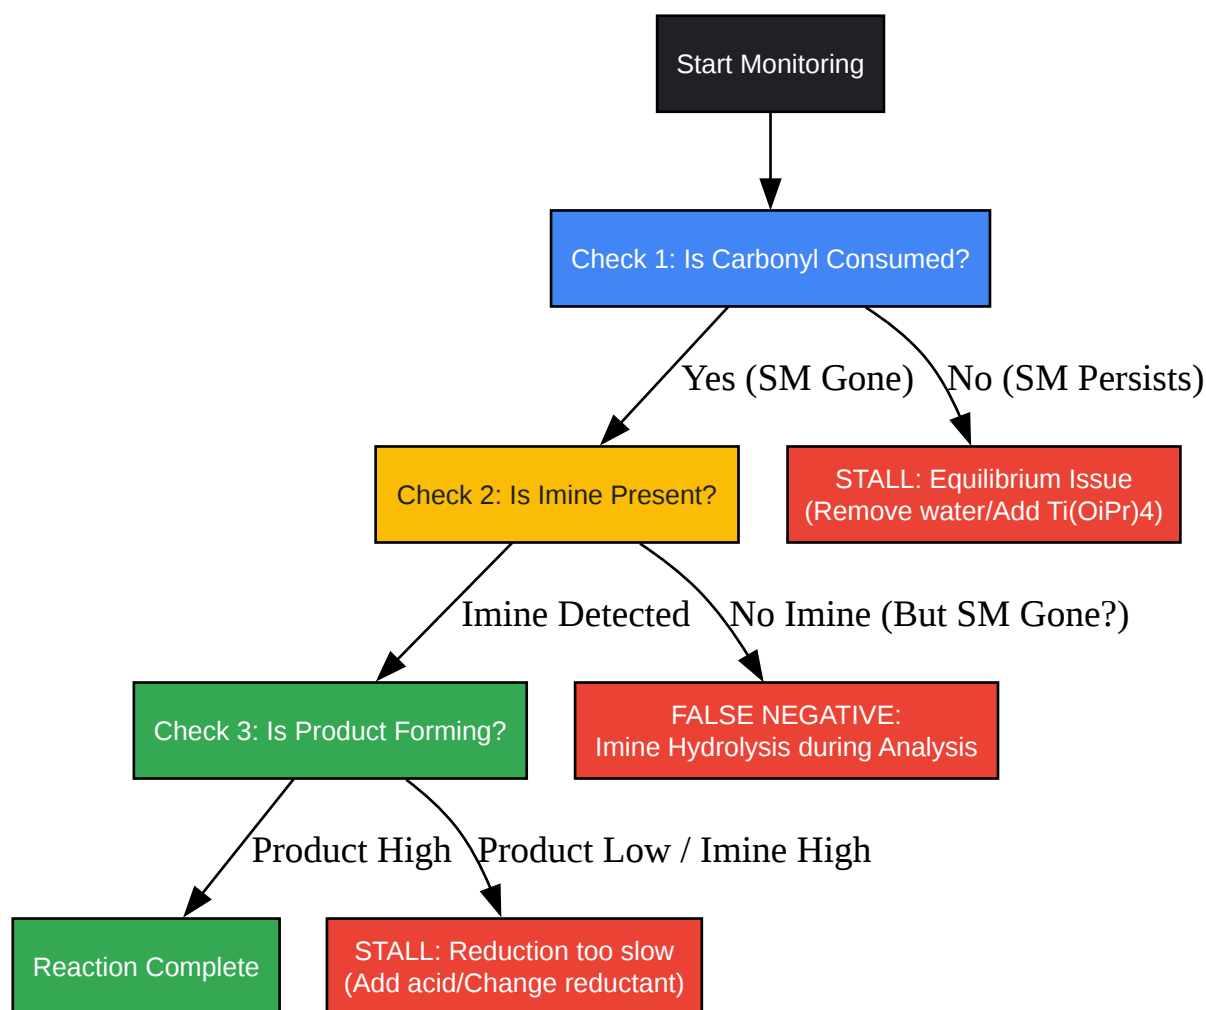 Start Monitoring
Check 1: Is Carbonyl Consumed?
Yes (SM Gone)
No (SM Persists)
Check 2: Is Imine Present?
STALL: Equilibrium Issue
(Remove water/Add Ti(OiPr)4)
Imine Detected
No Imine (But SM Gone?)
Check 3: Is Product Forming?
FALSE NEGATIVE:
Imine Hydrolysis during Analysis
Product High
Product Low / Imine High
Reaction Complete
STALL: Reduction too slow
(Add acid/Change reductant)